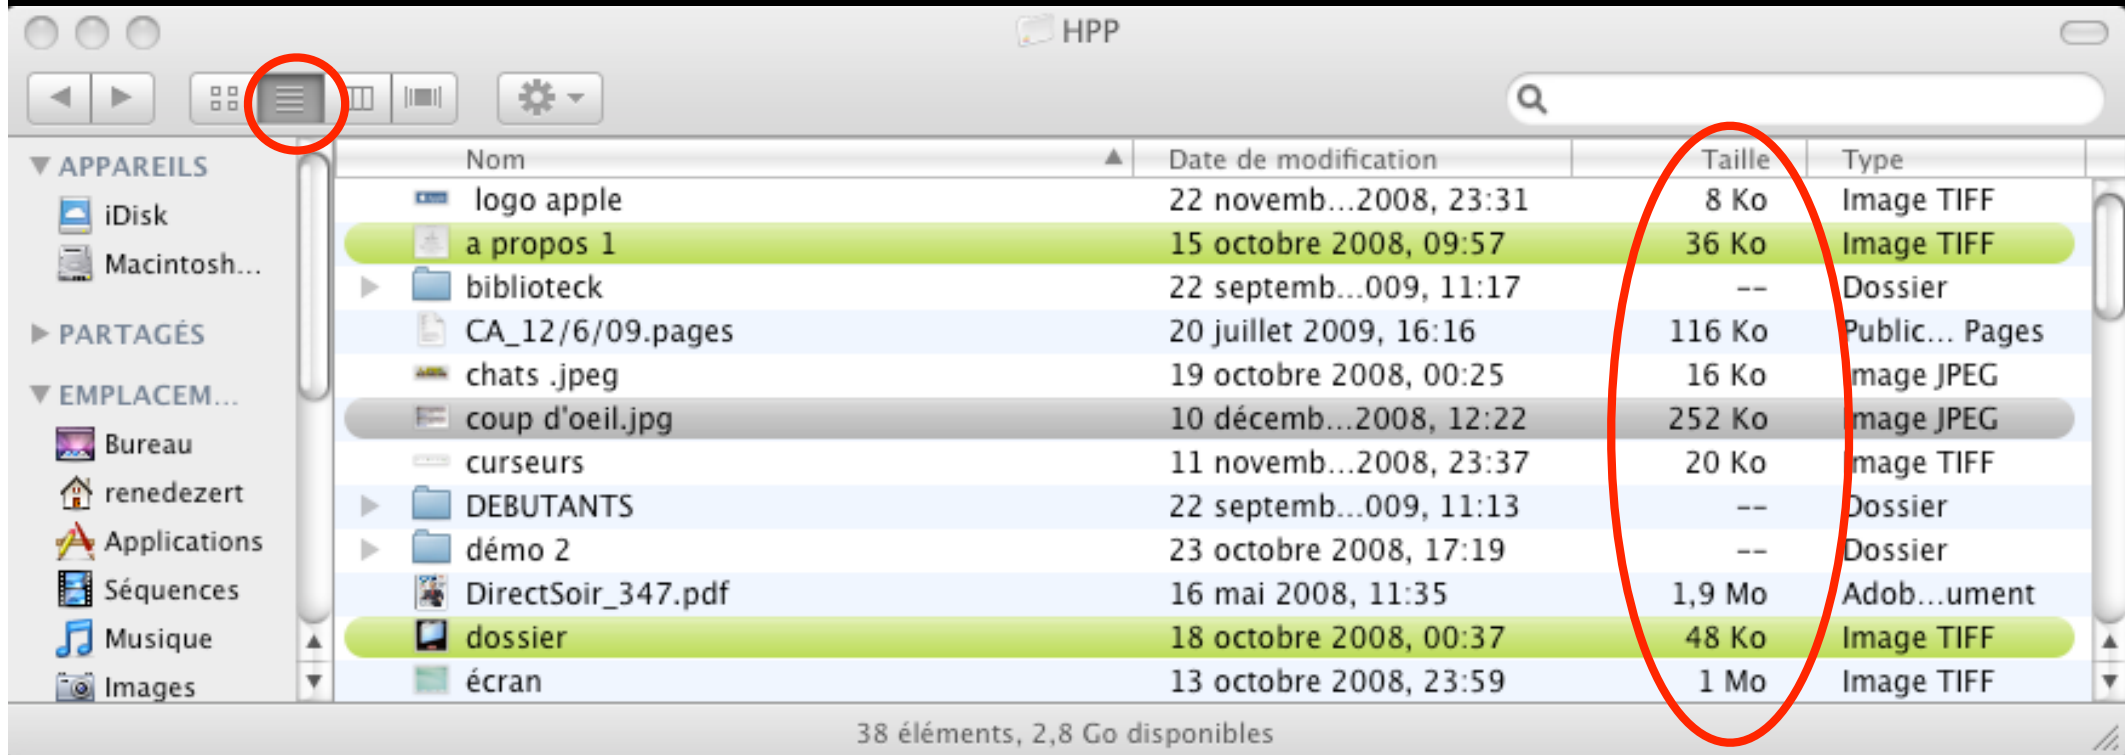 HPP
Nom Date de modification Taille Type
APPAREILS
iDisk
Macintosh...
PARTAGÉS
EMPLACEM...
Bureau
renedezert
Applications
Séquences
Musique
Images
logo apple 22 novemb...2008, 23:31 8 Ko Image TIFF
a propos 1 15 octobre 2008, 09:57 36 Ko Image TIFF
biblioteck 22 septemb...009, 11:17 -- Dossier
CA_12/6/09.pages 20 juillet 2009, 16:16 116 Ko Public... Pages
chats .jpeg 19 octobre 2008, 00:25 16 Ko Image JPEG
coup d'oeil.jpg 10 décemb...2008, 12:22 252 Ko Image JPEG
curseurs 11 novemb...2008, 23:37 20 Ko Image TIFF
DEBUTANTS 22 septemb...009, 11:13 -- Dossier
démo 2 23 octobre 2008, 17:19 -- Dossier
DirectSoir_347.pdf 16 mai 2008, 11:35 1,9 Mo Adob...ument
dossier 18 octobre 2008, 00:37 48 Ko Image TIFF
écran 13 octobre 2008, 23:59 1 Mo Image TIFF
38 éléments, 2,8 Go disponibles